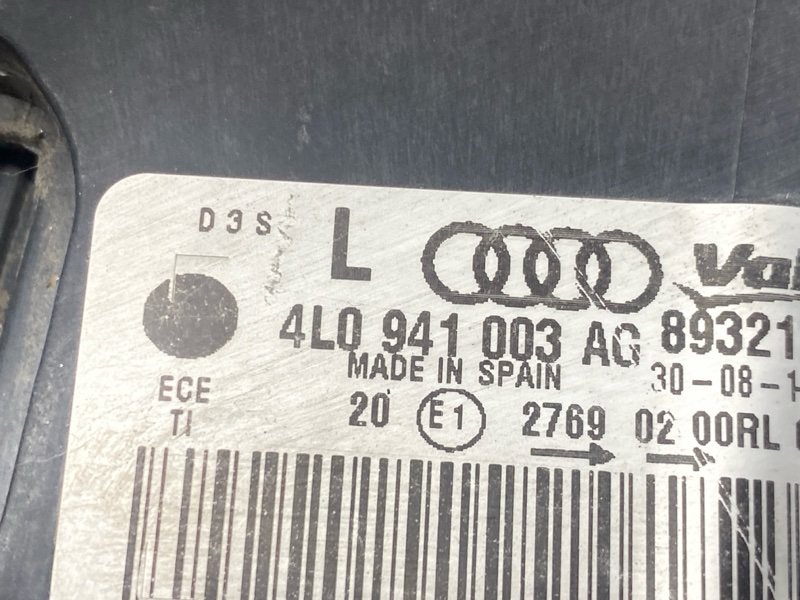 D3S L
4L0 941 003 AG 89321
MADE IN SPAIN 30-08-1
ECE 20 E1 2769 02 00RL
TI